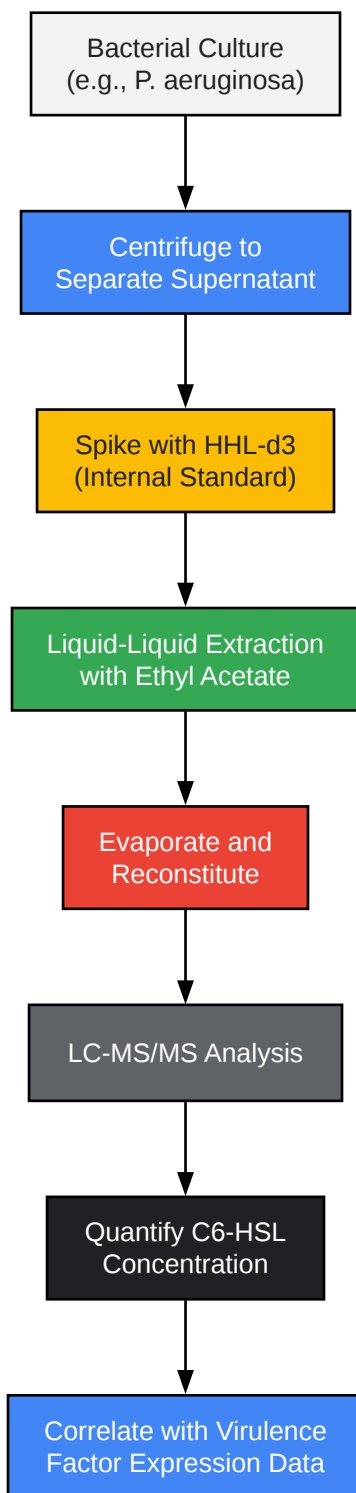 Bacterial Culture
(e.g., P. aeruginosa)
Centrifuge to
Separate Supernatant
Spike with HHL-d3
(Internal Standard)
Liquid-Liquid Extraction
with Ethyl Acetate
Evaporate and
Reconstitute
LC-MS/MS Analysis
Quantify C6-HSL
Concentration
Correlate with Virulence
Factor Expression Data